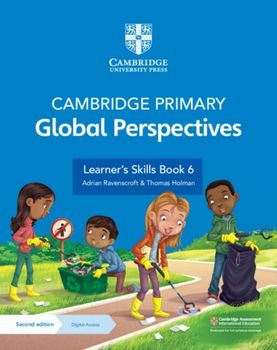 CAMBRIDGE
UNIVERSITY PRESS
CAMBRIDGE PRIMARY
Global Perspectives
Learner's Skills Book 6
Adrian Ravenscroft & Thomas Holman
Second edition
Digital Access
Cambridge Assessment
International Education